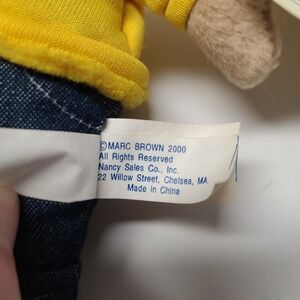 ©MARC BROWN 2000
All Rights Reserved
Nancy Sales Co., Inc.
22 Willow Street, Chelsea, MA
Made in China